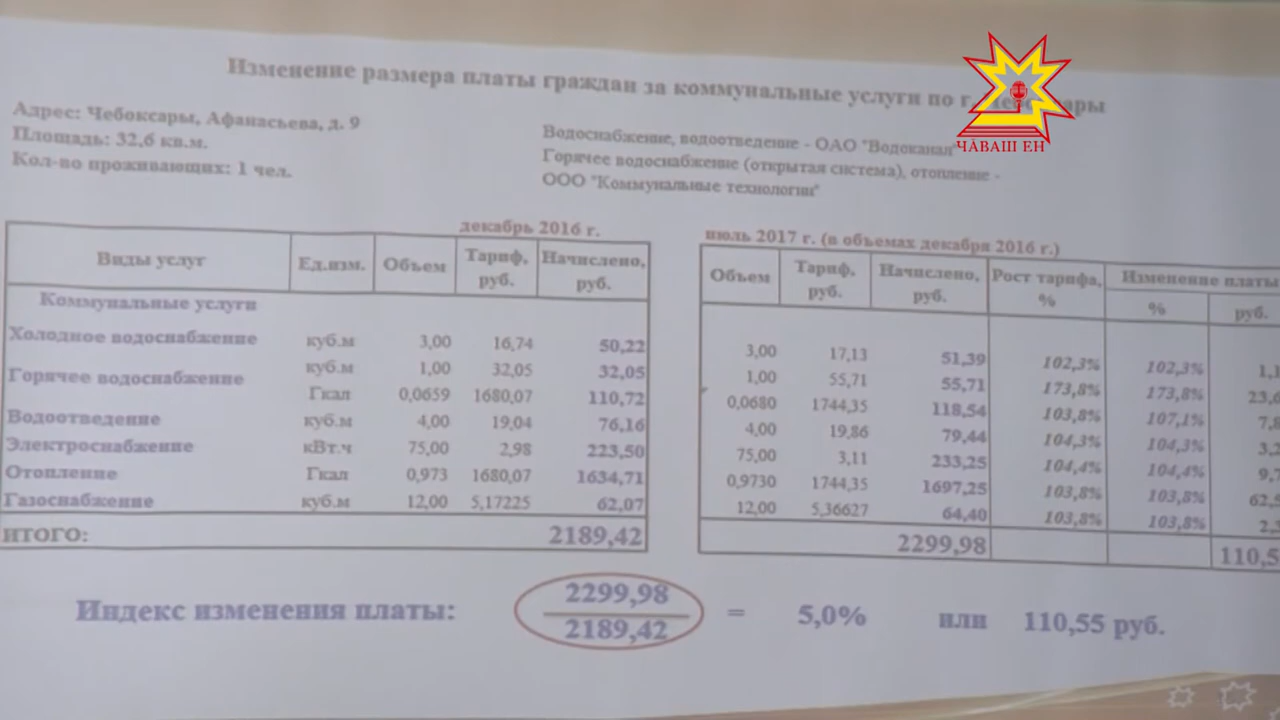 Изменение размера платы граждан за коммунальные услуги по г.
Адрес: Чебоксары, Афанасьева, д. 9
Площадь: 32,6 кв.м.
Кол-во проживающих: 1 чел.
Водоснабжение, водоотведение - ОАО "Водоканал"
Горячее водоснабжение (открытая система), отопление -
ООО "Коммунальные технологии"
ЧӐВАШ ЕН
декабрь 2016 г.
июль 2017 г. (в объемах декабря 2016 г.)
Виды услуг Ед.изм. Объем Тариф, руб. Начислено, руб. Объем Тариф, руб. Начислено, руб. Рост тарифа, % Изменение платы % руб.
Коммунальные услуги
Холодное водоснабжение куб.м 3,00 16,74 50,22 3,00 17,13 51,39 102,3% 102,3%
Горячее водоснабжение куб.м 1,00 32,05 32,05 1,00 55,71 55,71 173,8% 173,8%
Гкал 0,0659 1680,07 110,72 0,0680 1744,35 118,54 103,8% 107,1%
Водоотведение куб.м 4,00 19,04 76,16 4,00 19,86 79,44 104,3% 104,3%
Электроснабжение кВт.ч 75,00 2,98 223,50 75,00 3,11 233,25 104,4% 104,4%
Отопление Гкал 0,973 1680,07 1634,71 0,9730 1744,35 1697,25 103,8% 103,8%
Газоснабжение куб.м 12,00 5,17225 62,07 12,00 5,36627 64,40 103,8% 103,8%
ИТОГО: 2189,42 2299,98 110,5
Индекс изменения платы: 2299,98 / 2189,42 = 5,0% или 110,55 руб.